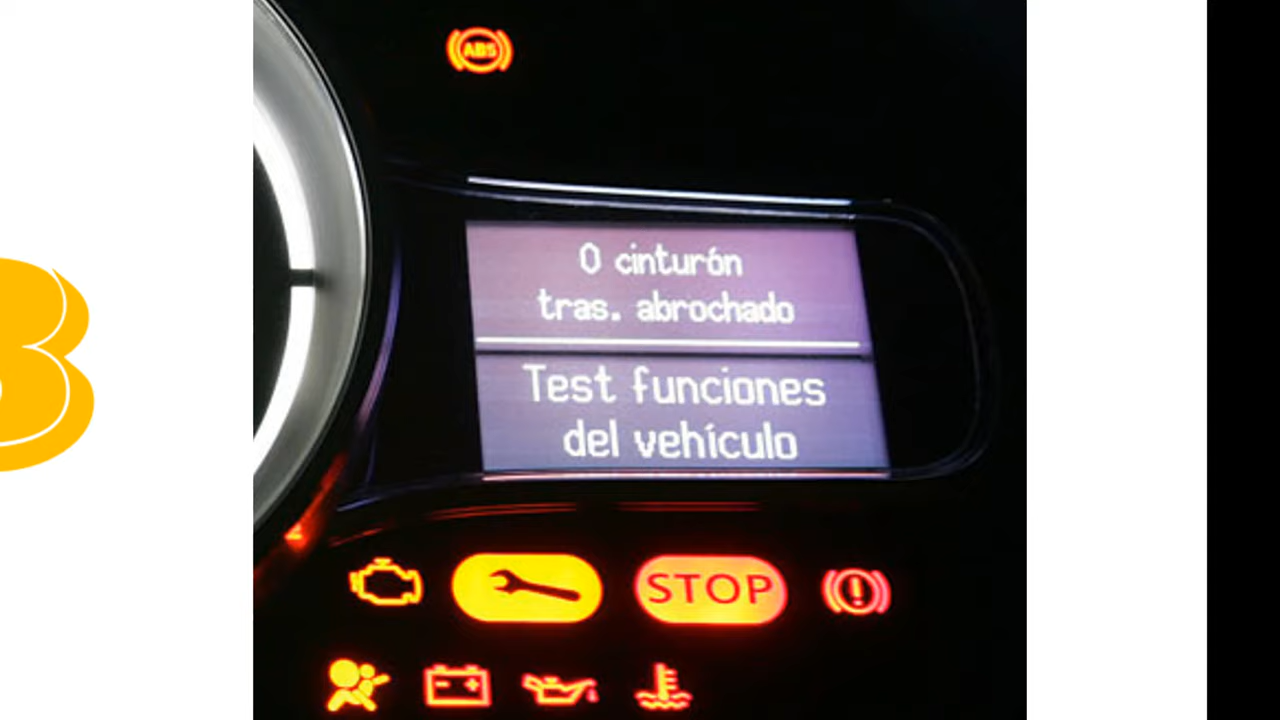 ABS
0 cinturón
tras. abrochado
Test funciones
del vehículo
STOP